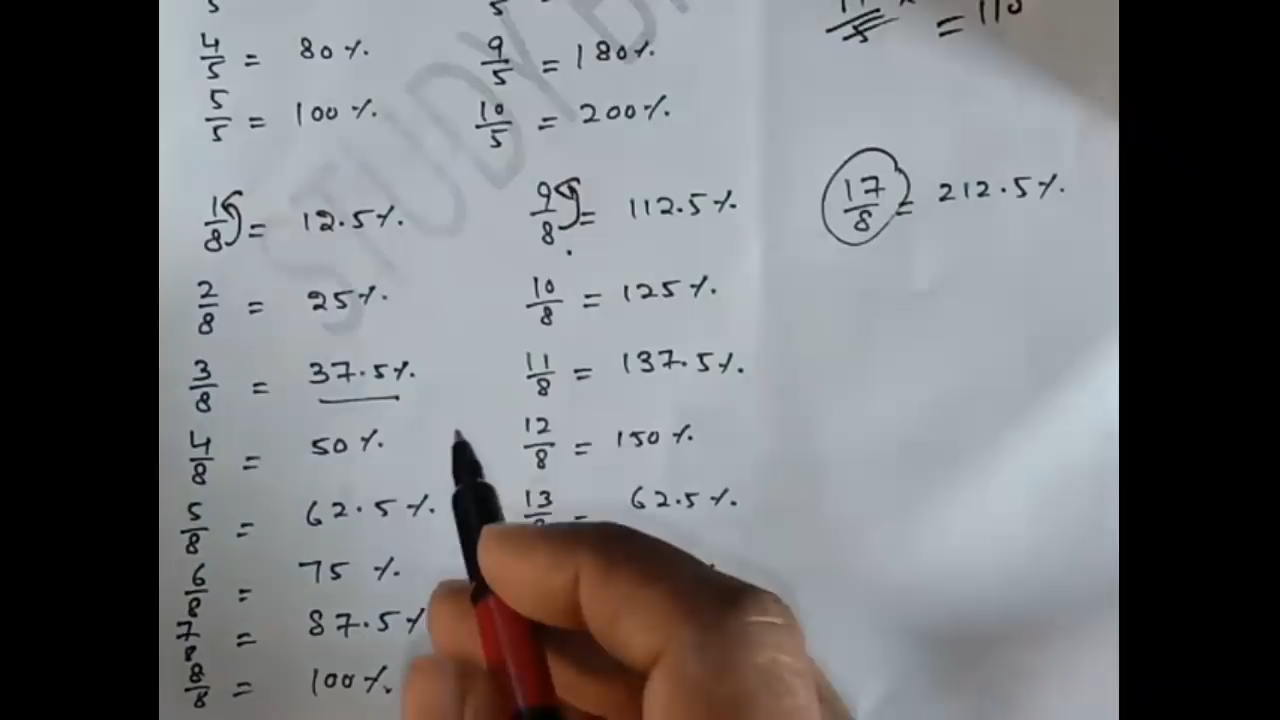 4/5 = 80%
5/5 = 100%
1/8 = 12.5%
2/8 = 25%
3/8 = 37.5%
4/8 = 50%
5/8 = 62.5%
6/8 = 75%
7/8 = 87.5%
8/8 = 100%
9/5 = 180%
10/5 = 200%
9/8 = 112.5%
10/8 = 125%
11/8 = 137.5%
12/8 = 150%
13/ = 62.5%
17/8 = 212.5%
STUDY